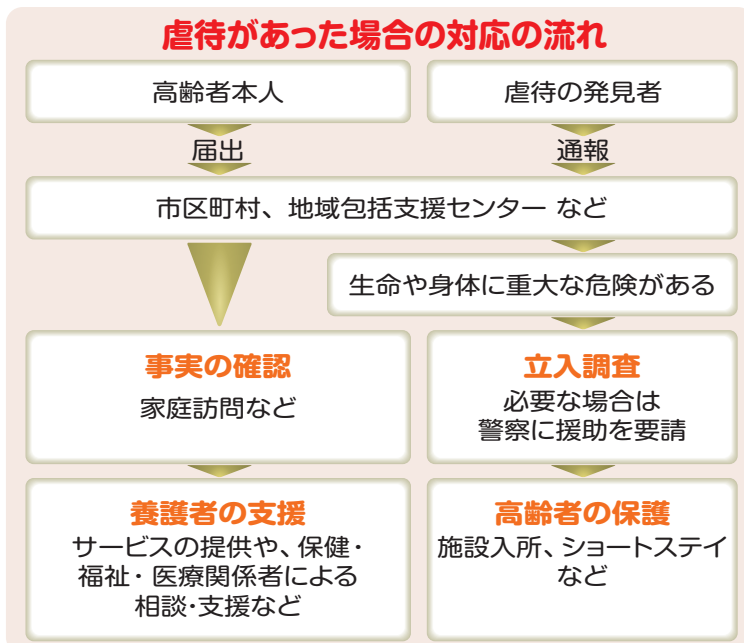 虐待があった場合の対応の流れ
高齢者本人
虐待の発見者
届出
通報
市区町村、地域包括支援センター など
生命や身体に重大な危険がある
事実の確認
家庭訪問など
立入調査
必要な場合は
警察に援助を要請
養護者の支援
サービスの提供や、保健・
福祉・医療関係者による
相談・支援など
高齢者の保護
施設入所、ショートステイ
など